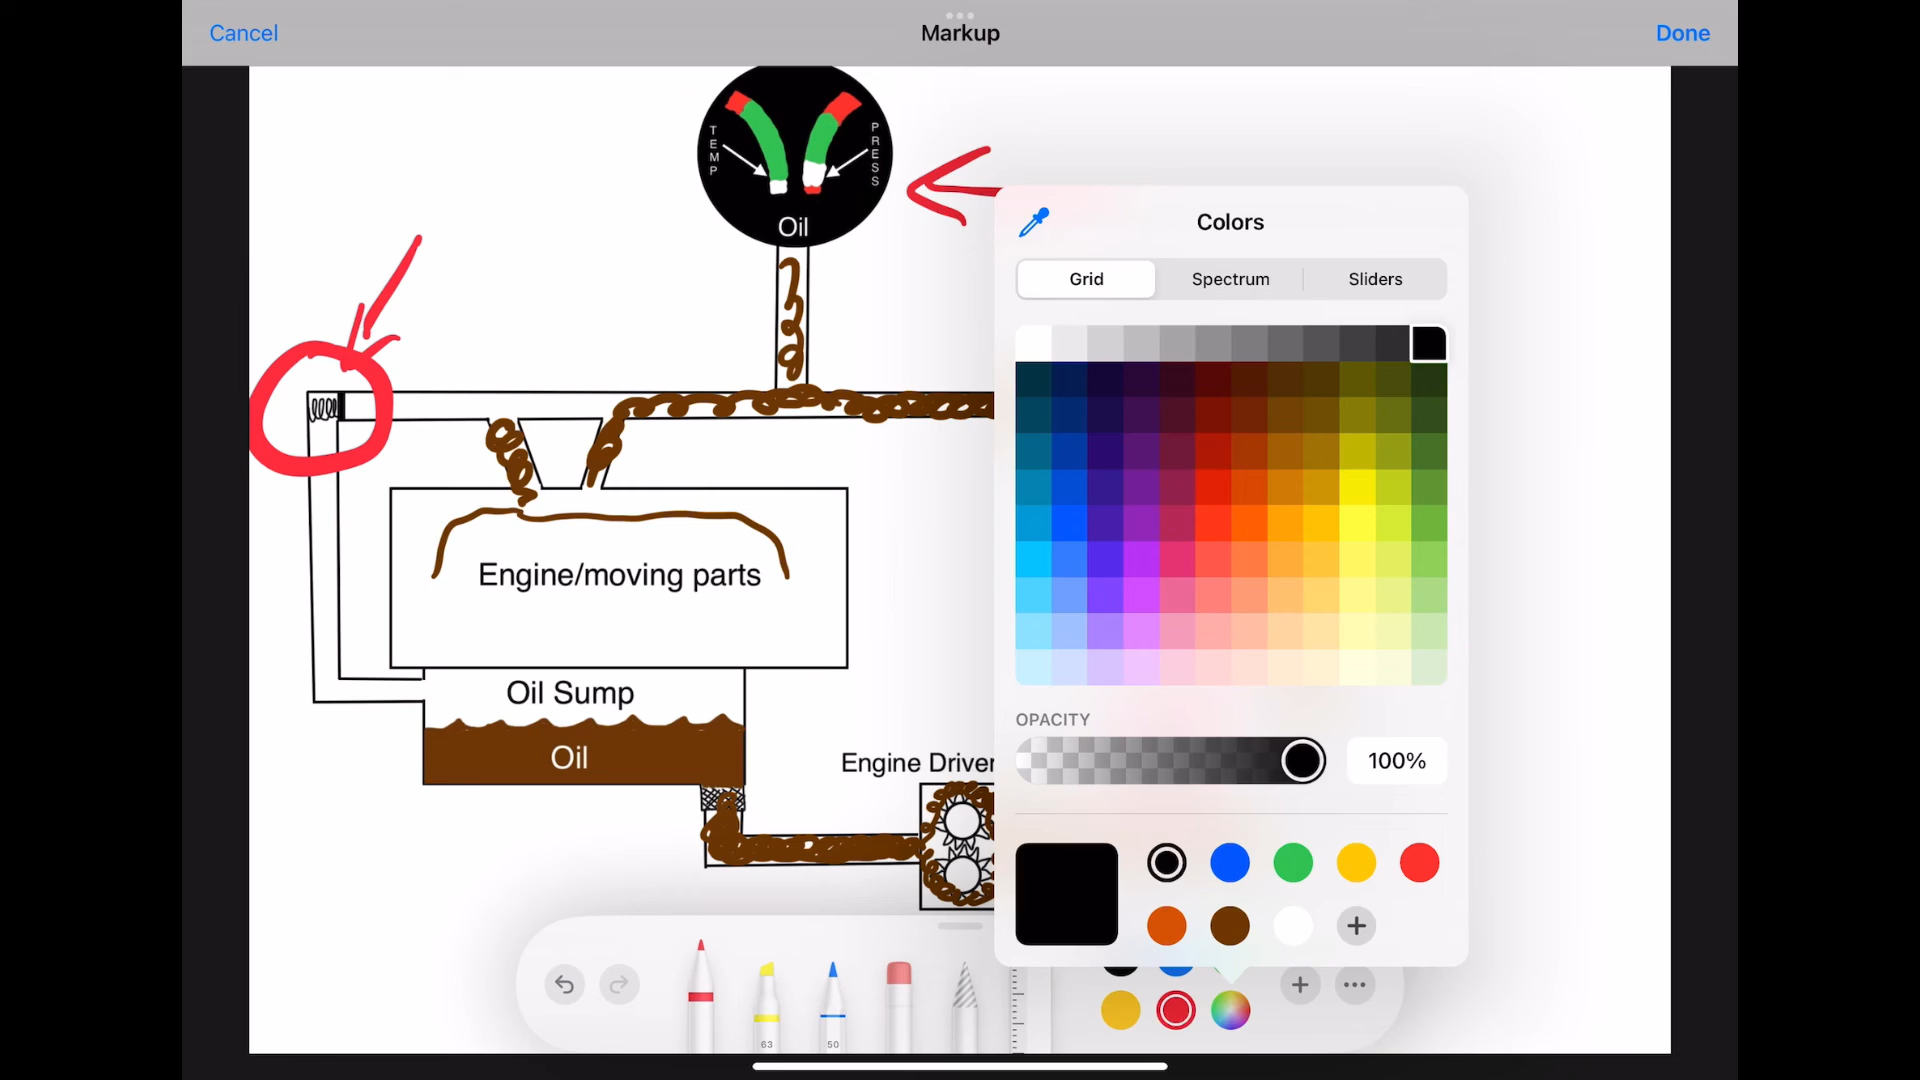 Cancel
Markup
Done
TEMP
PRESS
Oil
Colors
Grid
Spectrum
Sliders
Engine/moving parts
Oil Sump
Oil
OPACITY
100%
Engine Driven
63
50